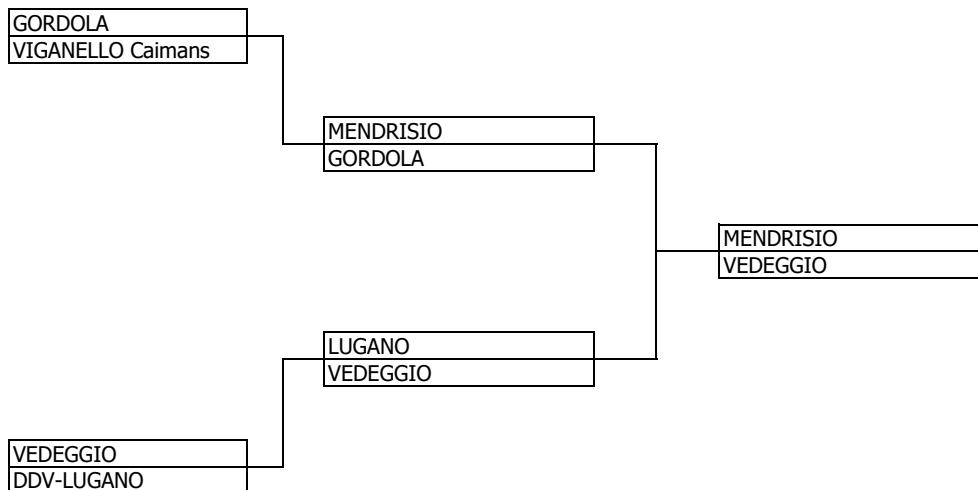 GORDOLA
VIGANELLO Caimans
MENDRISIO
GORDOLA
MENDRISIO
VEDEGGIO
LUGANO
VEDEGGIO
VEDEGGIO
DDV-LUGANO